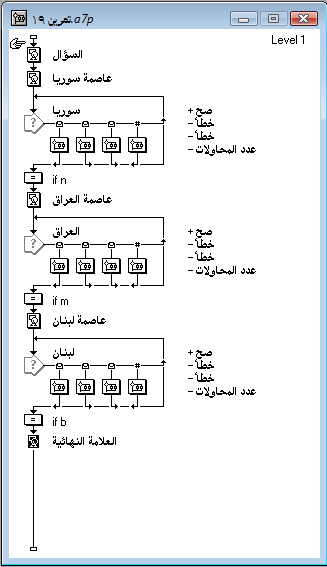 تمرين ١٩.a7p
Level 1
السؤال
عاصمة سوريا
سوريا
+ صح
- خطأ
- خطأ
- عدد المحاولات
if n
عاصمة العراق
العراق
+ صح
- خطأ
- خطأ
- عدد المحاولات
if m
عاصمة لبنان
لبنان
+ صح
- خطأ
- خطأ
- عدد المحاولات
if b
العلامة النهائية